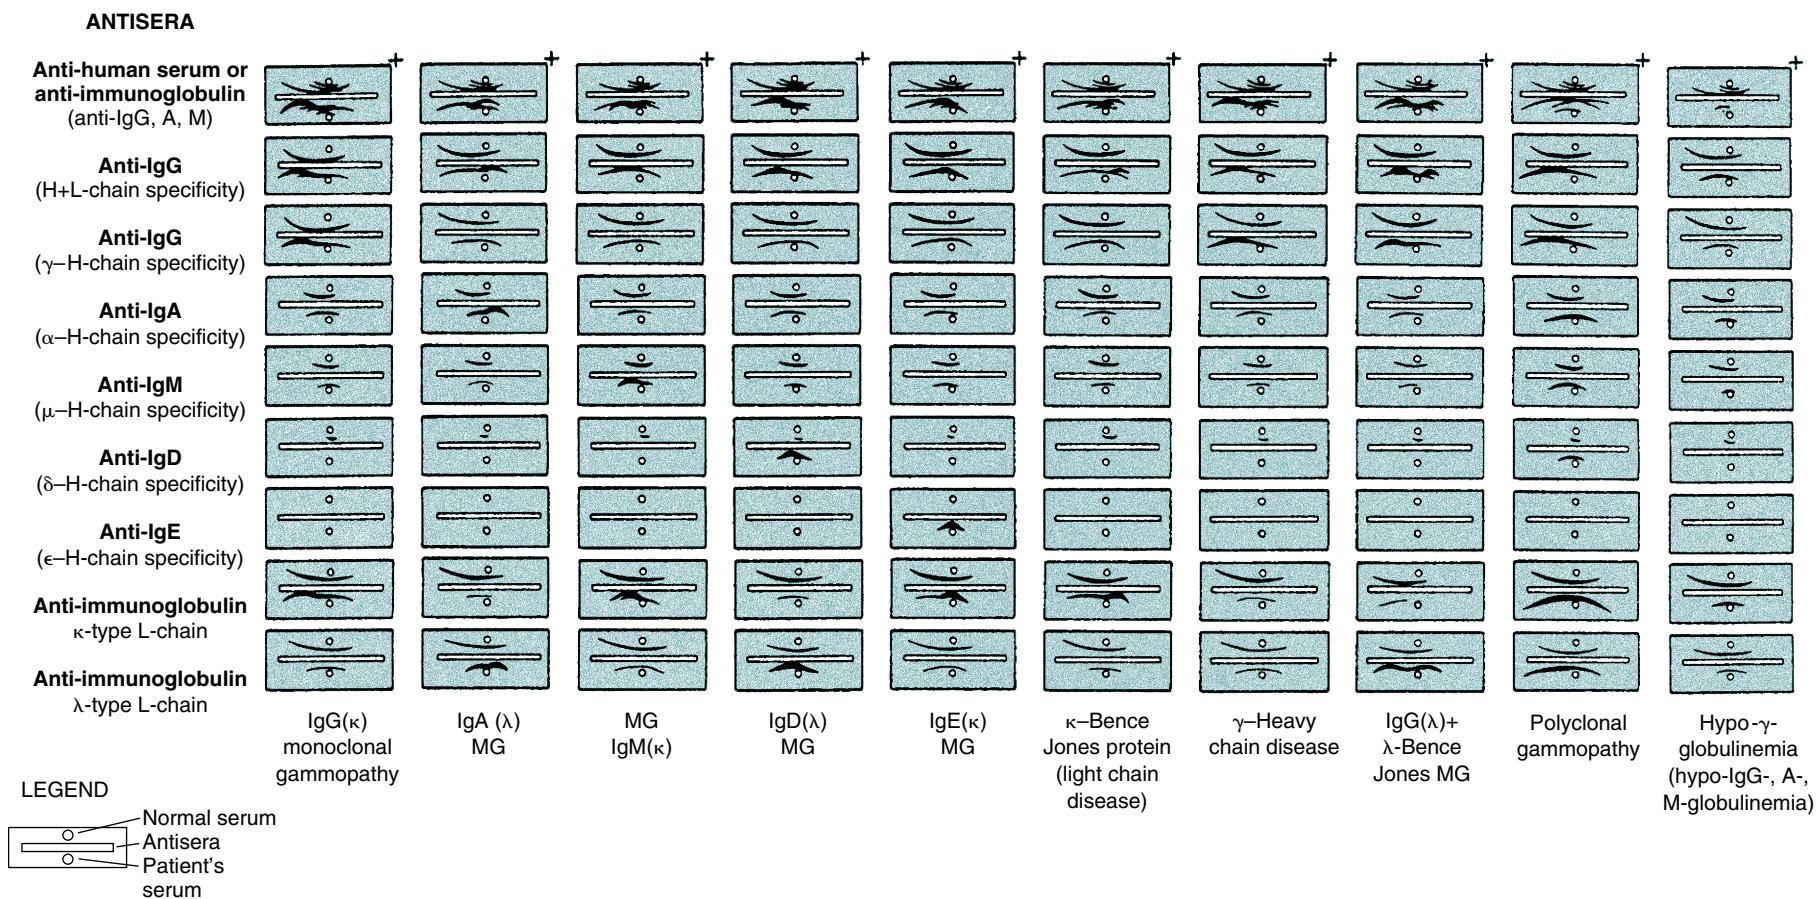 ANTISERA
Anti-human serum or
anti-immunoglobulin
(anti-IgG, A, M)
Anti-IgG
(H+L-chain specificity)
Anti-IgG
(γ–H-chain specificity)
Anti-IgA
(α–H-chain specificity)
Anti-IgM
(μ–H-chain specificity)
Anti-IgD
(δ–H-chain specificity)
Anti-IgE
(ϵ–H-chain specificity)
Anti-immunoglobulin
κ-type L-chain
Anti-immunoglobulin
λ-type L-chain
+ + + + + + + + + +
IgG(κ)
monoclonal
gammopathy
IgA (λ)
MG
MG
IgM(κ)
IgD(λ)
MG
IgE(κ)
MG
κ–Bence
Jones protein
(light chain
disease)
γ–Heavy
chain disease
IgG(λ)+
λ-Bence
Jones MG
Polyclonal
gammopathy
Hypo-γ-
globulinemia
(hypo-IgG-, A-,
M-globulinemia)
LEGEND
Normal serum
Antisera
Patient's
serum